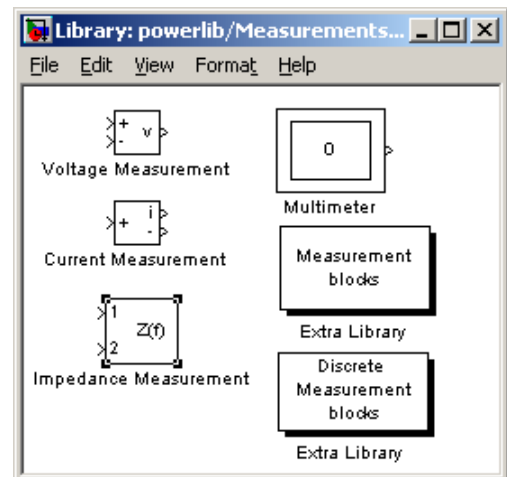 Library: powerlib/Measurements...
File Edit View Format Help
+ v
-
Voltage Measurement
0
Multimeter
+ i
-
Current Measurement
Measurement
blocks
Extra Library
1
Z(f)
2
Impedance Measurement
Discrete
Measurement
blocks
Extra Library